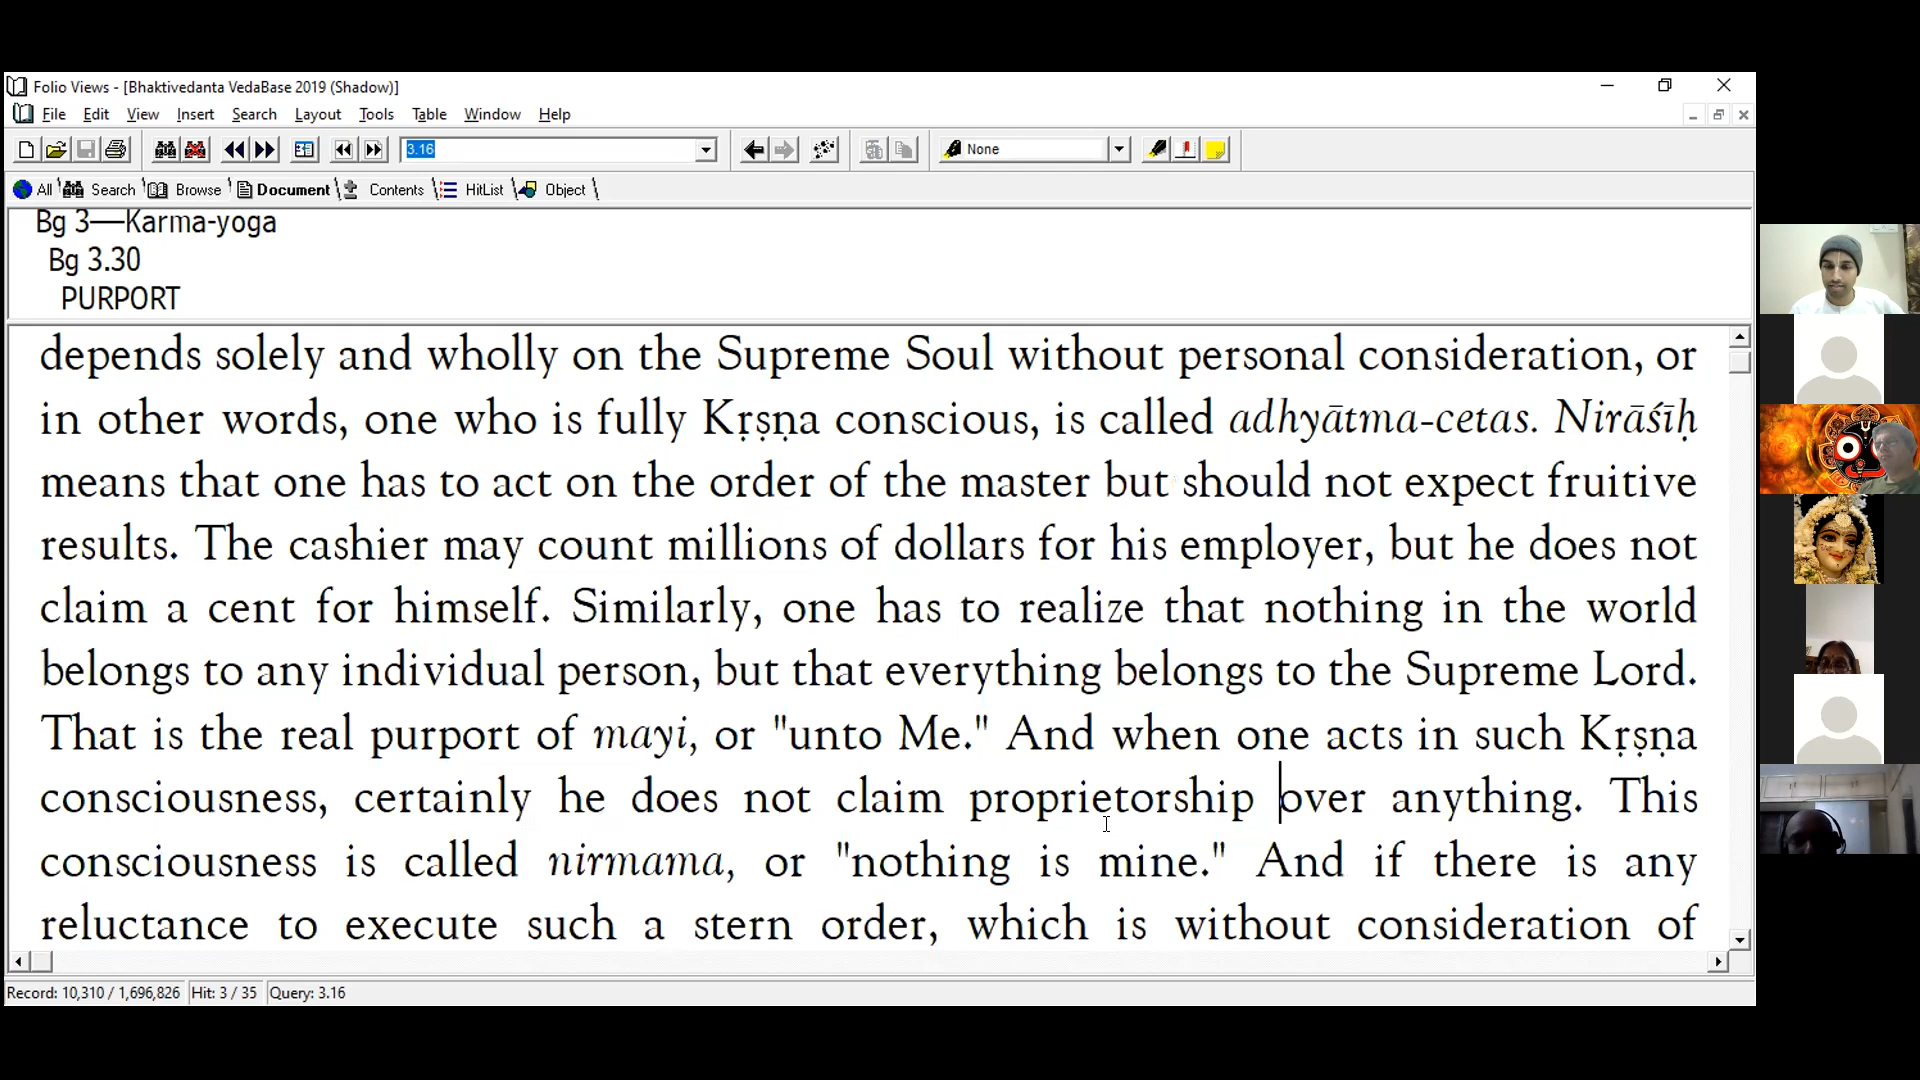 Folio Views - [Bhaktivedanta VedaBase 2019 (Shadow)]
File Edit View Insert Search Layout Tools Table Window Help
3.16 None
All Search Browse Document Contents HitList Object
Bg 3—Karma-yoga
Bg 3.30
PURPORT
depends solely and wholly on the Supreme Soul without personal consideration, or
in other words, one who is fully Kṛṣṇa conscious, is called adhyātma-cetas. Nirāśīḥ
means that one has to act on the order of the master but should not expect fruitive
results. The cashier may count millions of dollars for his employer, but he does not
claim a cent for himself. Similarly, one has to realize that nothing in the world
belongs to any individual person, but that everything belongs to the Supreme Lord.
That is the real purport of mayi, or "unto Me." And when one acts in such Kṛṣṇa
consciousness, certainly he does not claim proprietorship over anything. This
consciousness is called nirmama, or "nothing is mine." And if there is any
reluctance to execute such a stern order, which is without consideration of
Record: 10,310 / 1,696,826 Hit: 3 / 35 Query: 3.16